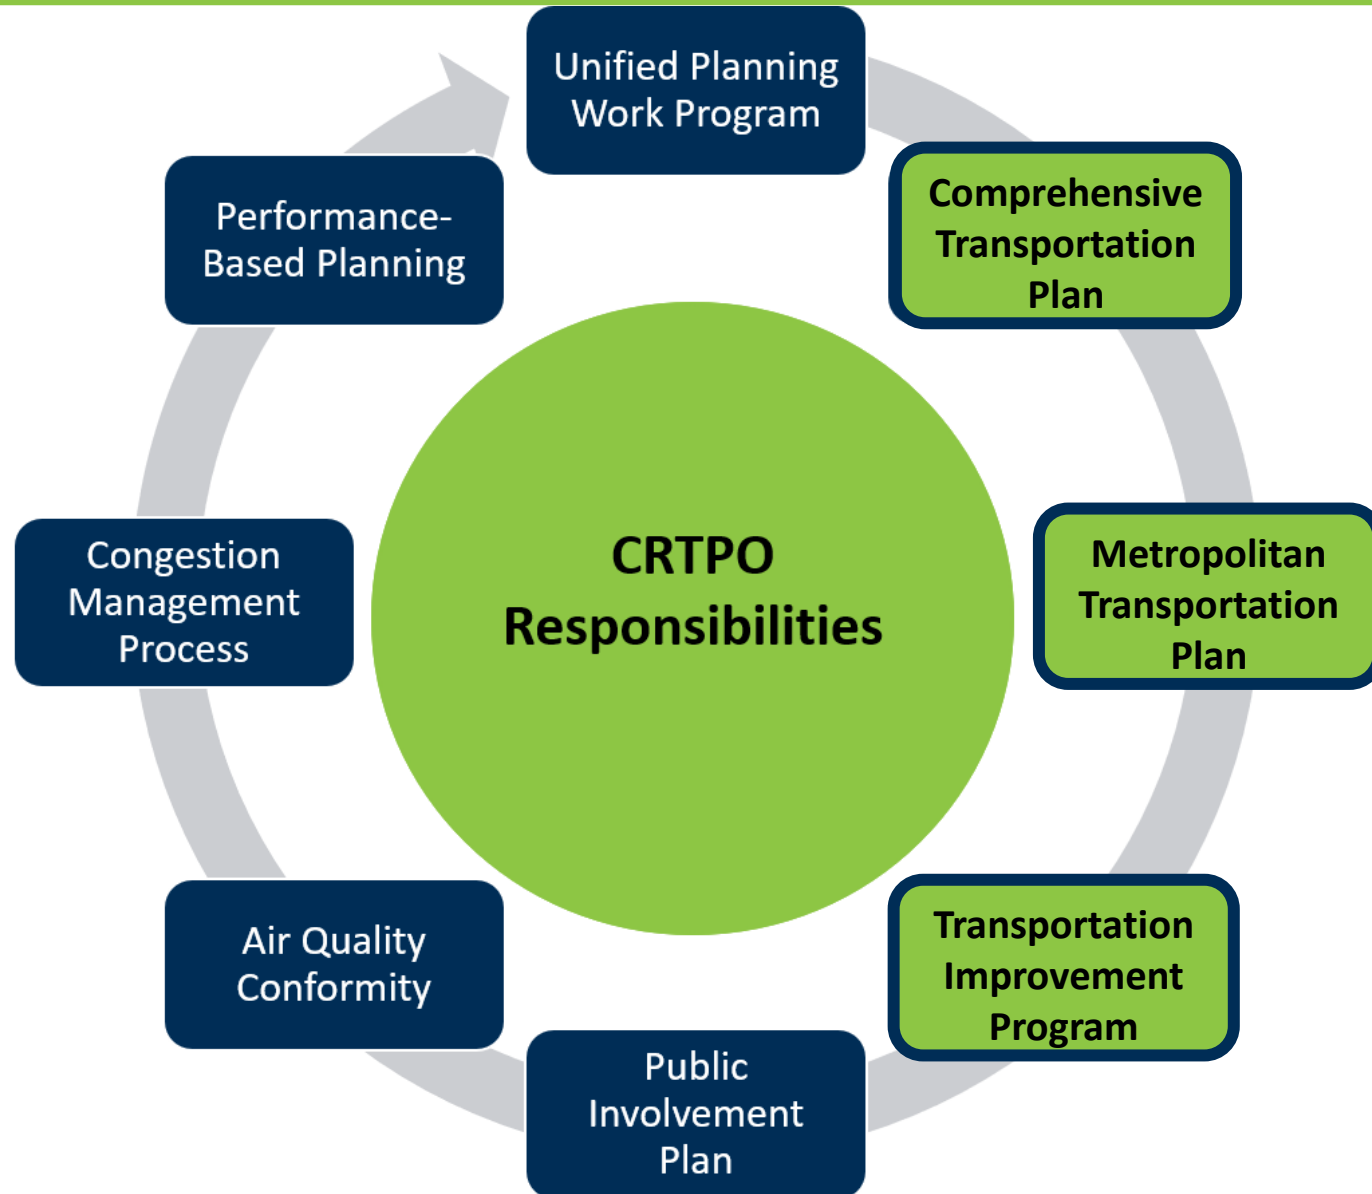 Unified Planning
Work Program
Comprehensive
Transportation
Plan
Metropolitan
Transportation
Plan
Transportation
Improvement
Program
Public
Involvement
Plan
Air Quality
Conformity
Congestion
Management
Process
Performance-
Based Planning
CRTPO
Responsibilities